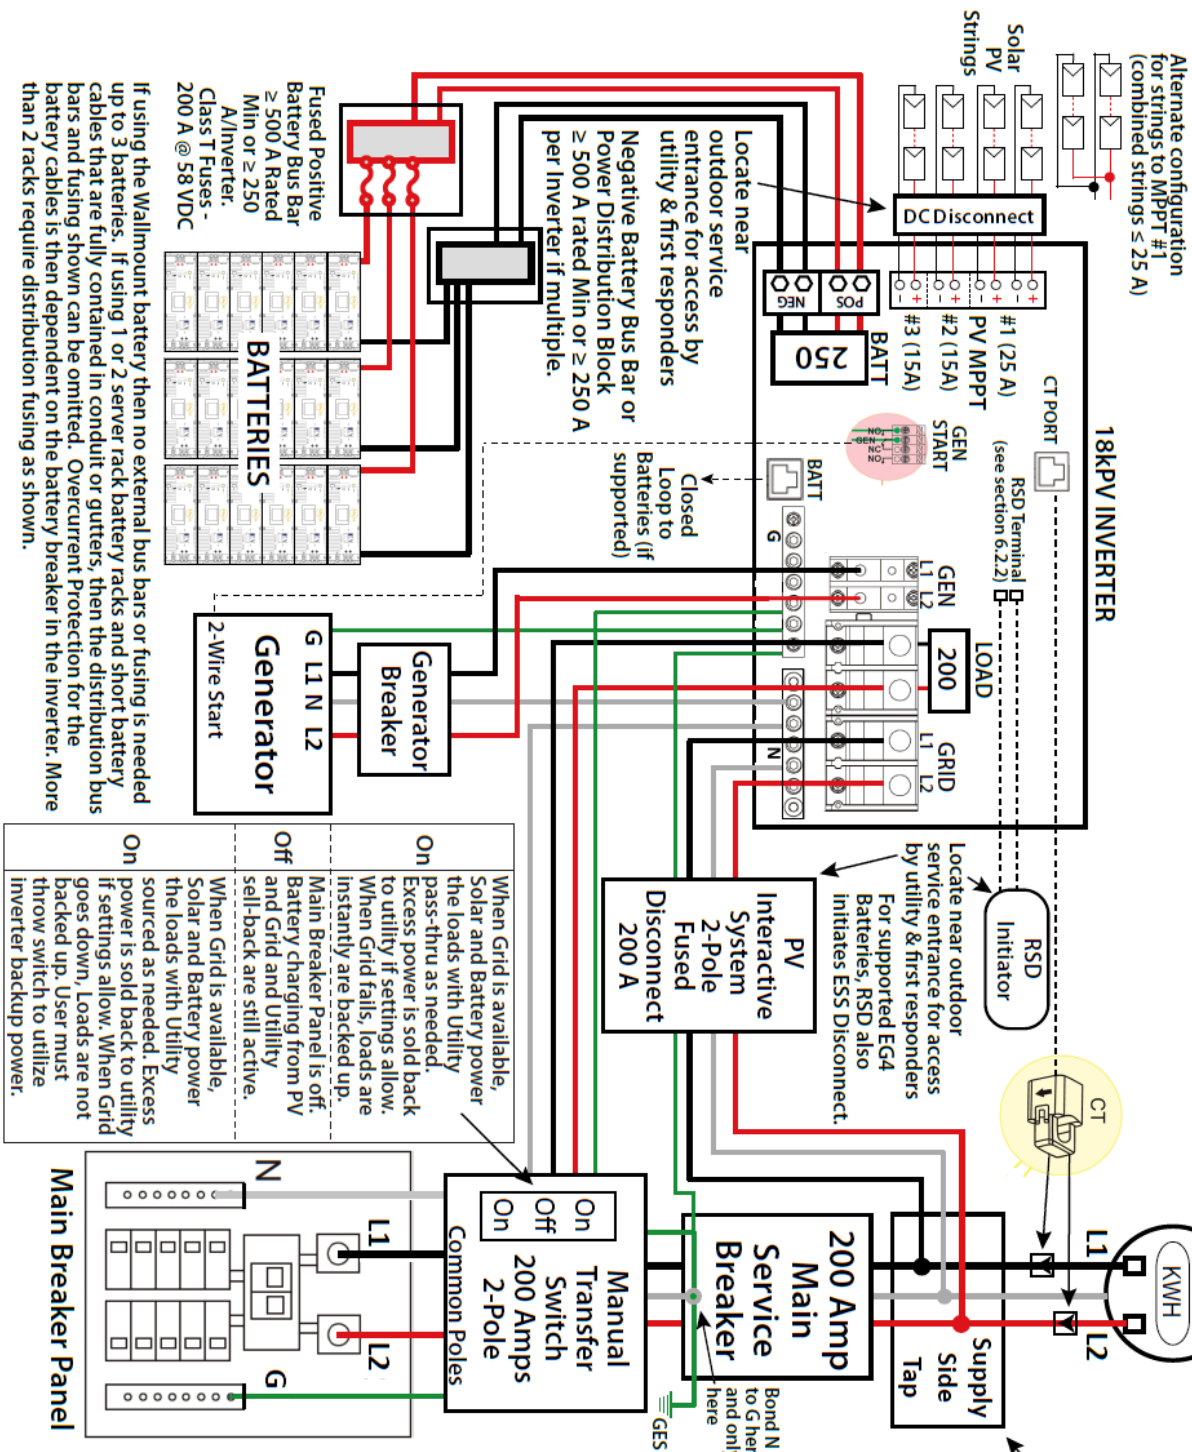 Alternate configuration
for strings to MPPT #1
(combined strings ≤ 25 A)
Solar
PV
Strings
DC Disconnect
Locate near
outdoor service
entrance for access by
utility & first responders
Negative Battery Bus Bar or
Power Distribution Block
≥ 500 A rated Min or ≥ 250 A
per Inverter if multiple.
Fused Positive
Battery Bus Bar
≥ 500 A Rated
Min or ≥ 250
A/Inverter.
Class T Fuses -
200 A @ 58 VDC
If using the Wallmount battery then no external bus bars or fusing is needed
up to 3 batteries. If using 1 or 2 server rack battery racks and short battery
cables that are fully contained in conduit or gutters, then the distribution bus
bars and fusing shown can be omitted. Overcurrent Protection for the
battery cables is then dependent on the battery breaker in the inverter. More
than 2 racks require distribution fusing as shown.
BATTERIES
18kPV INVERTER
- + - + - + - +
#1 (25 A)
PV MPPT
#2 (15A)
#3 (15A)
NEG
POS
BATT
250
CT PORT
RSD Terminal
(see section 6.2.2)
GEN
START
NO
GEN
NC
NO
BATT
Closed
Loop to
Batteries (if
supported)
G
GEN
L1
L2
LOAD
200
GRID
L1
L2
N
Generator
2-Wire Start
G
L1
N
L2
Generator
Breaker
Locate near outdoor
service entrance for access
by utility & first responders
For supported EG4
Batteries, RSD also
initiates ESS Disconnect.
RSD
Initiator
PV
Interactive
System
2-Pole
Fused
Disconnect
200 A
On
When Grid is available,
Solar and Battery power
the loads with Utility
pass-thru as needed.
Excess power is sold back
to utility if settings allow.
When Grid fails, loads are
instantly are backed up.
Off
Main Breaker Panel is off.
Battery charging from PV
and Grid and Utlilty
sell-back are still active.
On
When Grid is available,
Solar and Battery power
the loads with Utility
sourced as needed. Excess
power is sold back to utility
if settings allow. When Grid
goes down, Loads are not
backed up. User must
throw switch to utilize
inverter backup power.
CT
KWH
L1
L2
Supply
Side
Tap
200 Amp
Main
Service
Breaker
Bond N
to G her
and only
here
GES
Manual
Transfer
Switch
200 Amps
2-Pole
On
Off
On
Common Poles
N
L1
L2
G
Main Breaker Panel